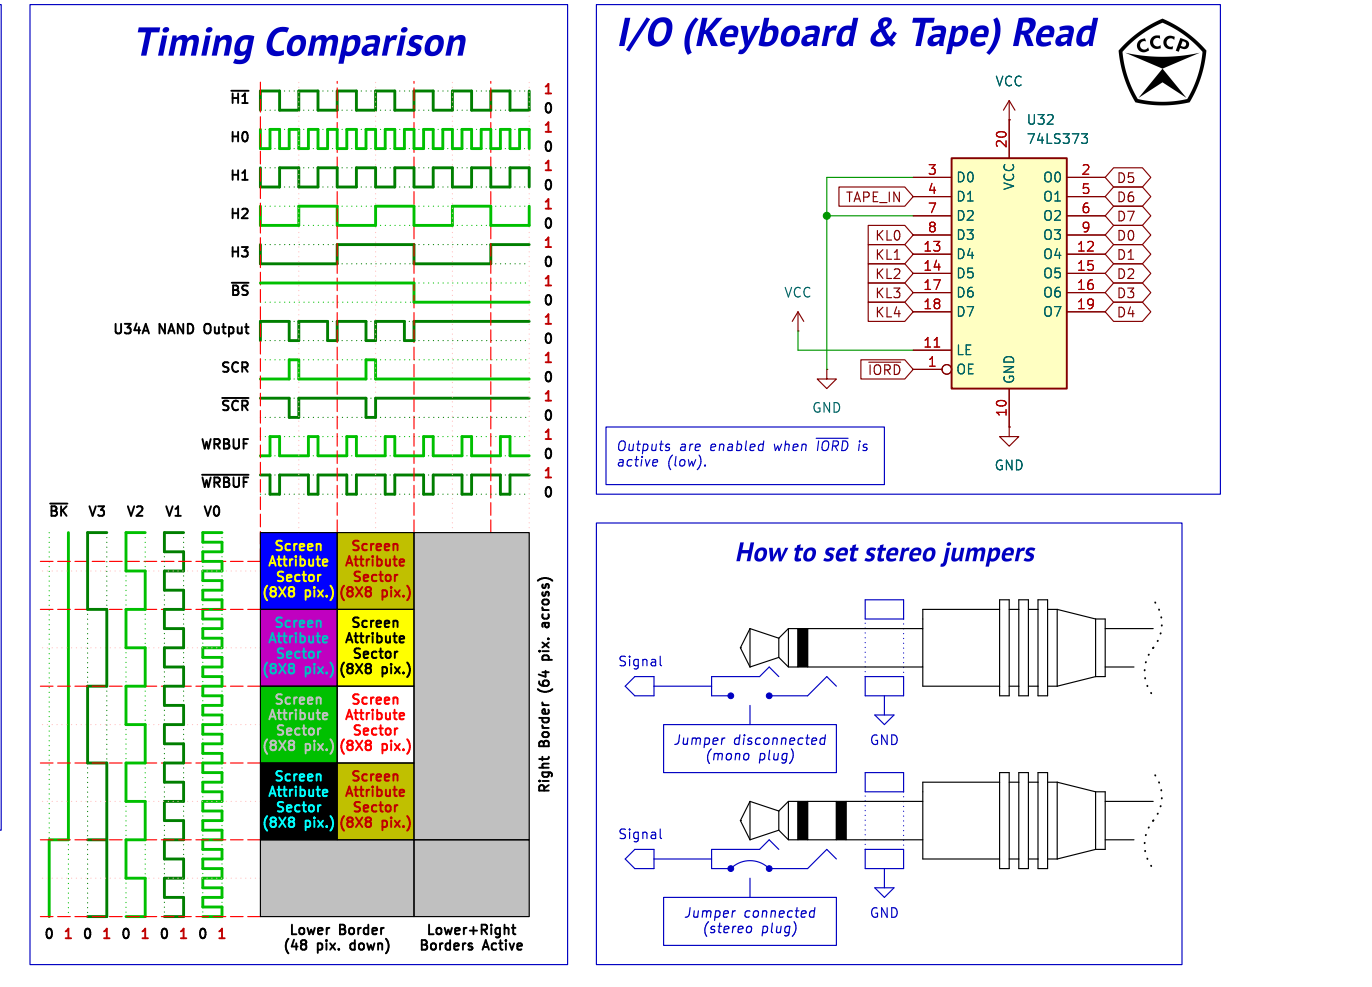 Timing Comparison
H1 1
0
H0 1
0
H1 1
0
H2 1
0
H3 1
0
BS 1
0
U34A NAND Output 1
0
SCR 1
0
SCR 1
0
WRBUF 1
0
WRBUF 1
0
BK V3 V2 V1 V0
Screen
Attribute
Sector
(8X8 pix.)
Screen
Attribute
Sector
(8X8 pix.)
Screen
Attribute
Sector
(8X8 pix.)
Screen
Attribute
Sector
(8X8 pix.)
Screen
Attribute
Sector
(8X8 pix.)
Screen
Attribute
Sector
(8X8 pix.)
Screen
Attribute
Sector
(8X8 pix.)
Screen
Attribute
Sector
(8X8 pix.)
Right Border (64 pix. across)
0 1 0 1 0 1 0 1 0 1
Lower Border
(48 pix. down)
Lower+Right
Borders Active
I/O (Keyboard & Tape) Read
СССР
VCC
U32
74LS373
20
VCC
3 D0 O0 2 D5
TAPE_IN 4 D1 O1 5 D6
7 D2 O2 6 D7
KL0 8 D3 O3 9 D0
KL1 13 D4 O4 12 D1
KL2 14 D5 O5 15 D2
KL3 17 D6 O6 16 D3
KL4 18 D7 O7 19 D4
VCC
11 LE
IORD 1 OE
GND
10
GND
GND
Outputs are enabled when IORD is
active (low).
How to set stereo jumpers
Signal
GND
Jumper disconnected
(mono plug)
Signal
GND
Jumper connected
(stereo plug)